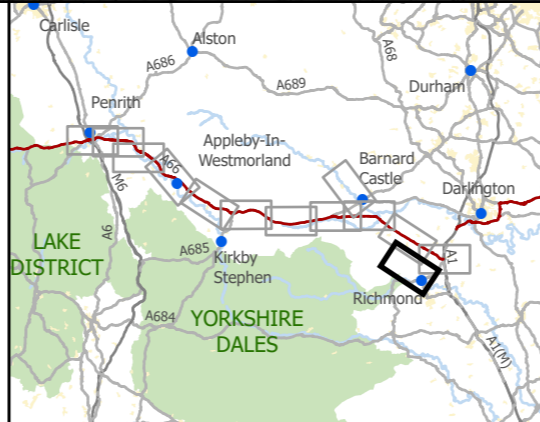 Carlisle
Alston
A68
A686
A689
Durham
Penrith
Appleby-In-
Westmorland
Barnard
Castle
Darlington
A66
M6
A6
LAKE
DISTRICT
A685
Kirkby
Stephen
A1
Richmond
A684
YORKSHIRE
DALES
A1(M)